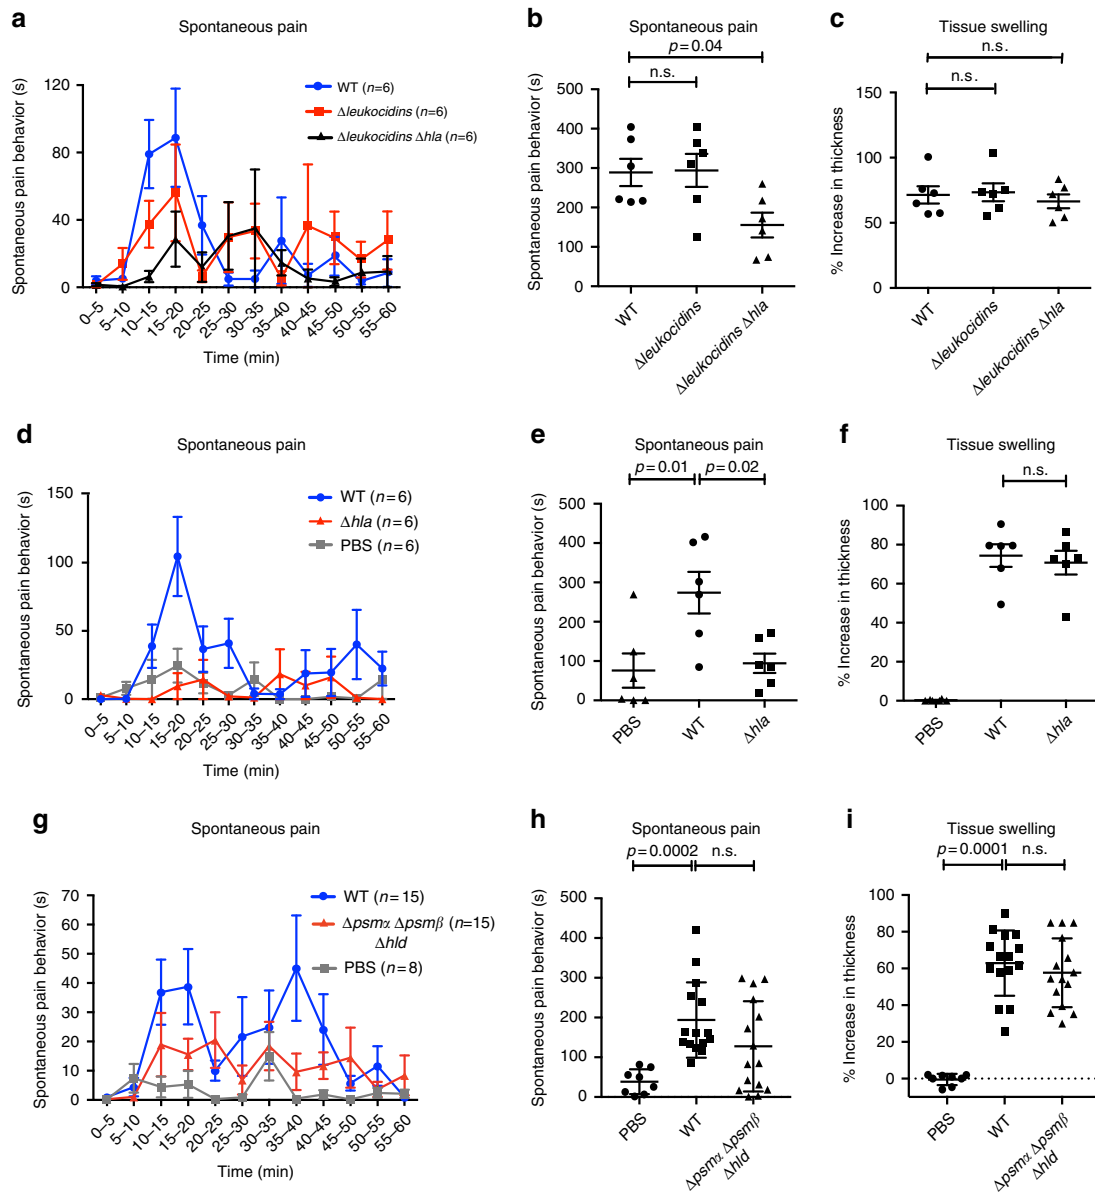 a
Spontaneous pain
Spontaneous pain behavior (s)
120
80
40
0
WT (n=6)
Δleukocidins (n=6)
Δleukocidins Δhla (n=6)
0–5
5–10
10–15
15–20
20–25
25–30
30–35
35–40
40–45
45–50
50–55
55–60
Time (min)
b
Spontaneous pain
p=0.04
n.s.
Spontaneous pain behavior (s)
500
400
300
200
100
0
WT
Δleukocidins
Δleukocidins Δhla
c
Tissue swelling
n.s.
n.s.
% Increase in thickness
150
100
50
0
WT
Δleukocidins
Δleukocidins Δhla
d
Spontaneous pain
Spontaneous pain behavior (s)
150
100
50
0
WT (n=6)
Δhla (n=6)
PBS (n=6)
0–5
5–10
10–15
15–20
20–25
25–30
30–35
35–40
40–45
45–50
50–55
55–60
Time (min)
e
Spontaneous pain
p=0.01 p=0.02
Spontaneous pain behavior (s)
500
400
300
200
100
0
PBS
WT
Δhla
f
Tissue swelling
n.s.
% Increase in thickness
100
80
60
40
20
0
PBS
WT
Δhla
g
Spontaneous pain
Spontaneous pain behavior (s)
70
60
50
40
30
20
10
0
WT (n=15)
Δpsmα Δpsmβ (n=15)
Δhld
PBS (n=8)
0–5
5–10
10–15
15–20
20–25
25–30
30–35
35–40
40–45
45–50
50–55
55–60
Time (min)
h
Spontaneous pain
p=0.0002 n.s.
Spontaneous pain behavior (s)
500
400
300
200
100
0
PBS
WT
Δpsmα Δpsmβ
Δhld
i
Tissue swelling
p=0.0001 n.s.
% Increase in thickness
100
80
60
40
20
0
PBS
WT
Δpsmα Δpsmβ
Δhld